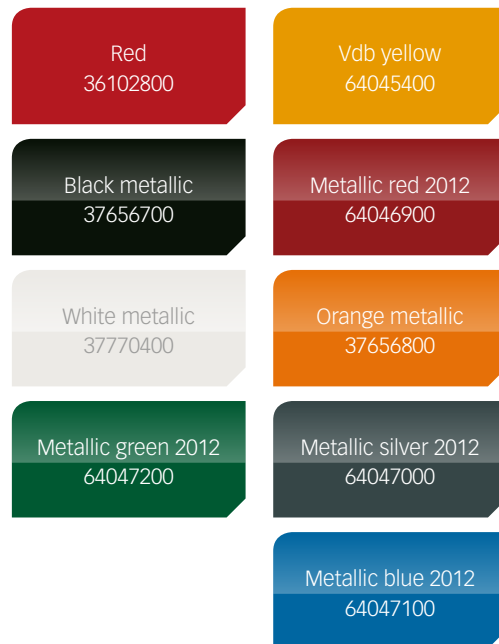 Red
36102800
Vdb yellow
64045400
Black metallic
37656700
Metallic red 2012
64046900
White metallic
37770400
Orange metallic
37656800
Metallic green 2012
64047200
Metallic silver 2012
64047000
Metallic blue 2012
64047100